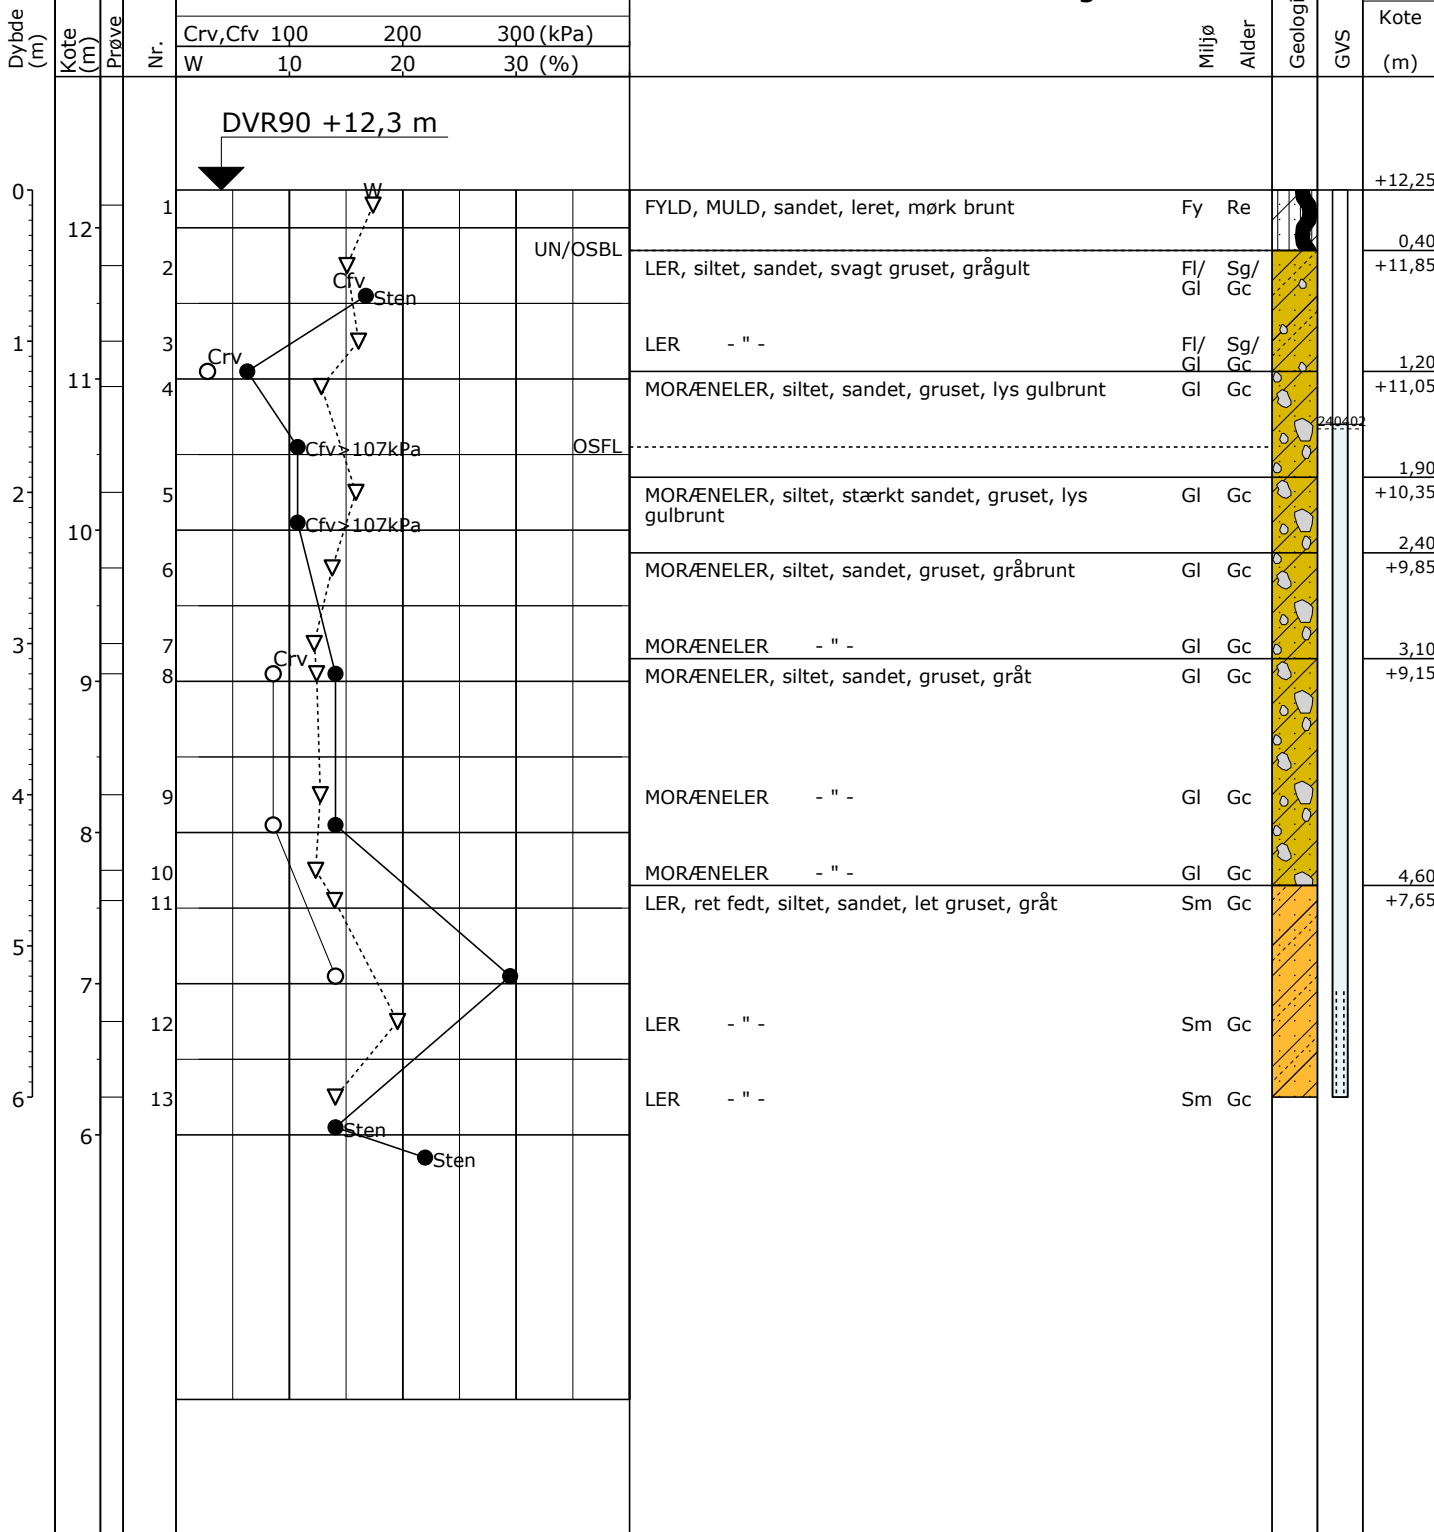 Dybde (m)
Kote (m)
Prøve
Nr.
Crv,Cfv 100 200 300 (kPa)
W 10 20 30 (%)
Miljø
Alder
Geologi
GVS
Kote
(m)
DVR90 +12,3 m
0
1
2
3
4
5
6
12
11
10
9
8
7
6
1
2
3
4
5
6
7
8
9
10
11
12
13
W
UN/OSBL
Cfv
Sten
Crv
Cfv>107kPa
OSFL
Cfv>107kPa
Crv
Sten
Sten
FYLD, MULD, sandet, leret, mørk brunt Fy Re
LER, siltet, sandet, svagt gruset, grågult Fl/ Sg/
Gl Gc
LER - " - Fl/ Sg/
Gl Gc
MORÆNELER, siltet, sandet, gruset, lys gulbrunt Gl Gc
MORÆNELER, siltet, stærkt sandet, gruset, lys Gl Gc
gulbrunt
MORÆNELER, siltet, sandet, gruset, gråbrunt Gl Gc
MORÆNELER - " - Gl Gc
MORÆNELER, siltet, sandet, gruset, gråt Gl Gc
MORÆNELER - " - Gl Gc
MORÆNELER - " - Gl Gc
LER, ret fedt, siltet, sandet, let gruset, gråt Sm Gc
LER - " - Sm Gc
LER - " - Sm Gc
240402
+12,25
0,40
+11,85
1,20
+11,05
1,90
+10,35
2,40
+9,85
3,10
+9,15
4,60
+7,65